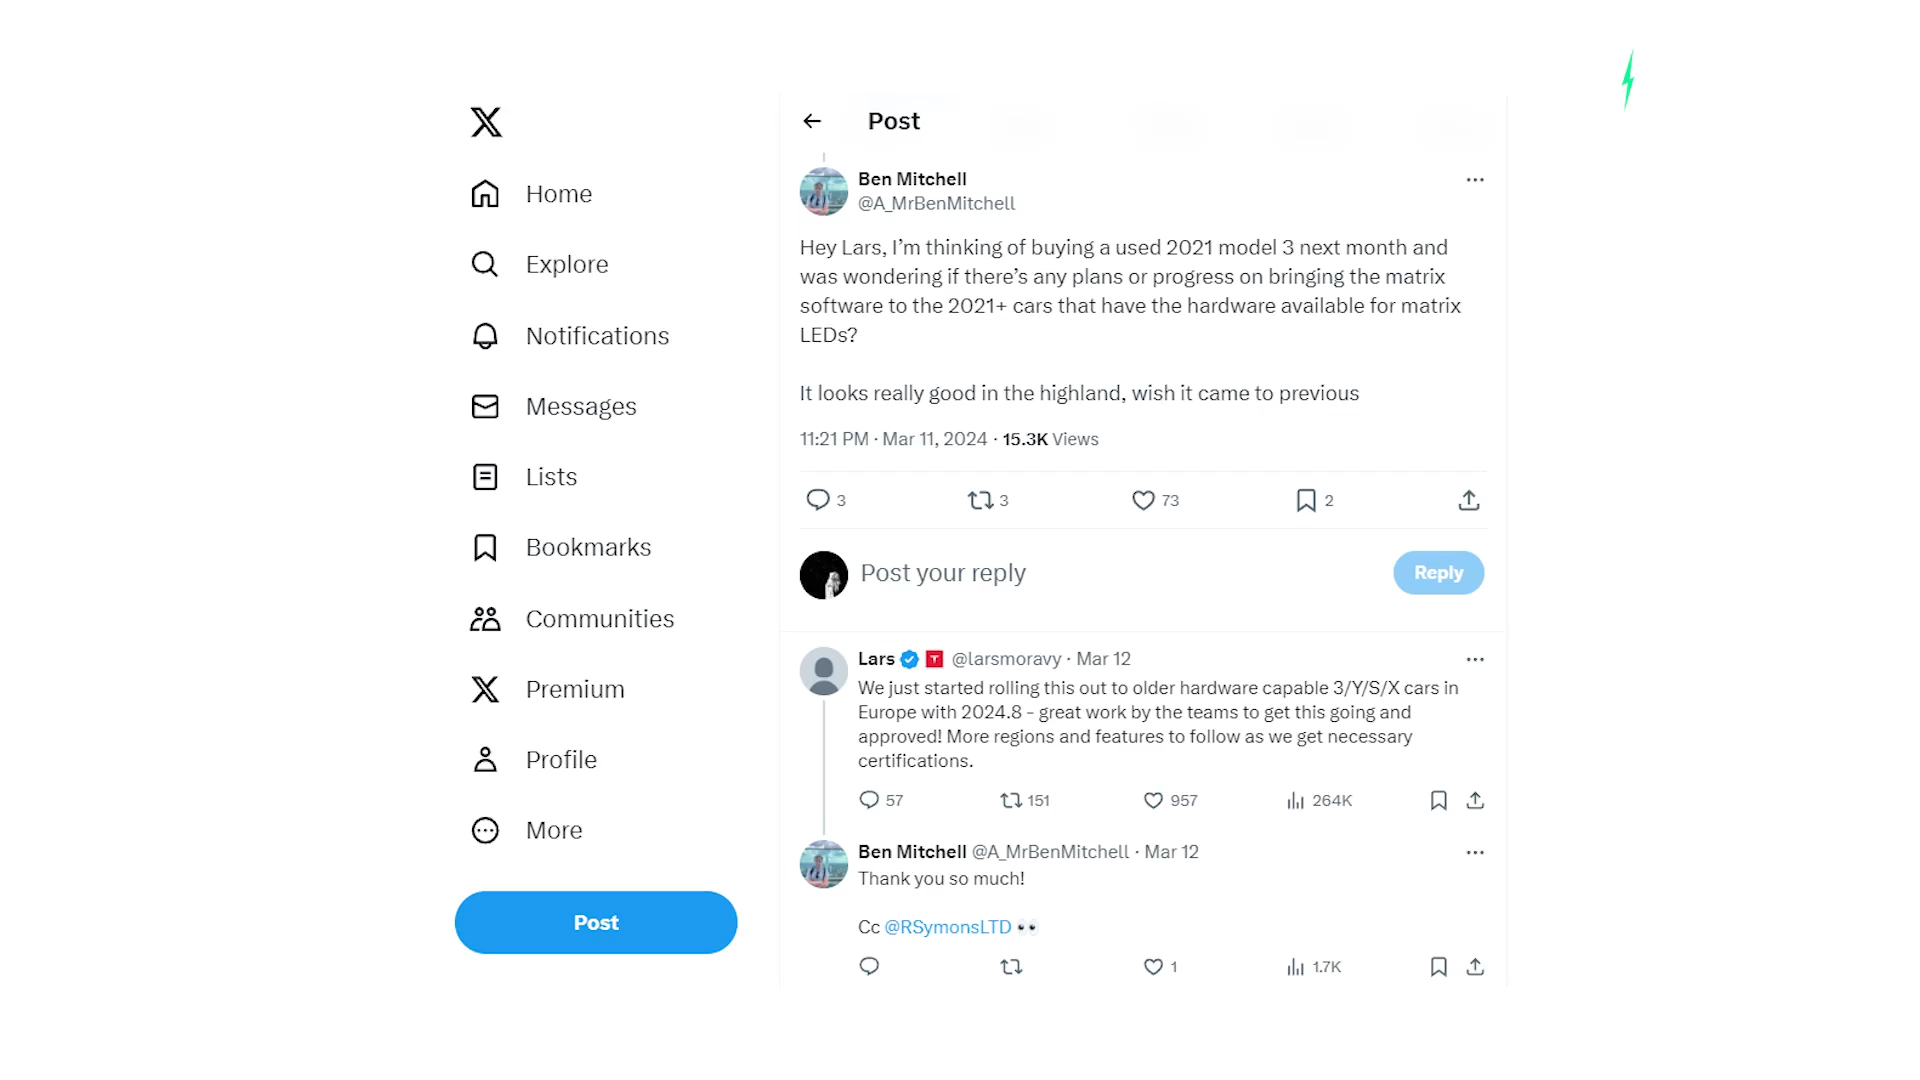 Home
Explore
Notifications
Messages
Lists
Bookmarks
Communities
Premium
Profile
More
Post
Post
Ben Mitchell
@A_MrBenMitchell
Hey Lars, I’m thinking of buying a used 2021 model 3 next month and
was wondering if there’s any plans or progress on bringing the matrix
software to the 2021+ cars that have the hardware available for matrix
LEDs?
It looks really good in the highland, wish it came to previous
11:21 PM · Mar 11, 2024 · 15.3K Views
3 3 73 2
Post your reply Reply
Lars @larsmoravy · Mar 12
We just started rolling this out to older hardware capable 3/Y/S/X cars in
Europe with 2024.8 - great work by the teams to get this going and
approved! More regions and features to follow as we get necessary
certifications.
57 151 957 264K
Ben Mitchell @A_MrBenMitchell · Mar 12
Thank you so much!
Cc @RSymonsLTD 👀
1 1.7K